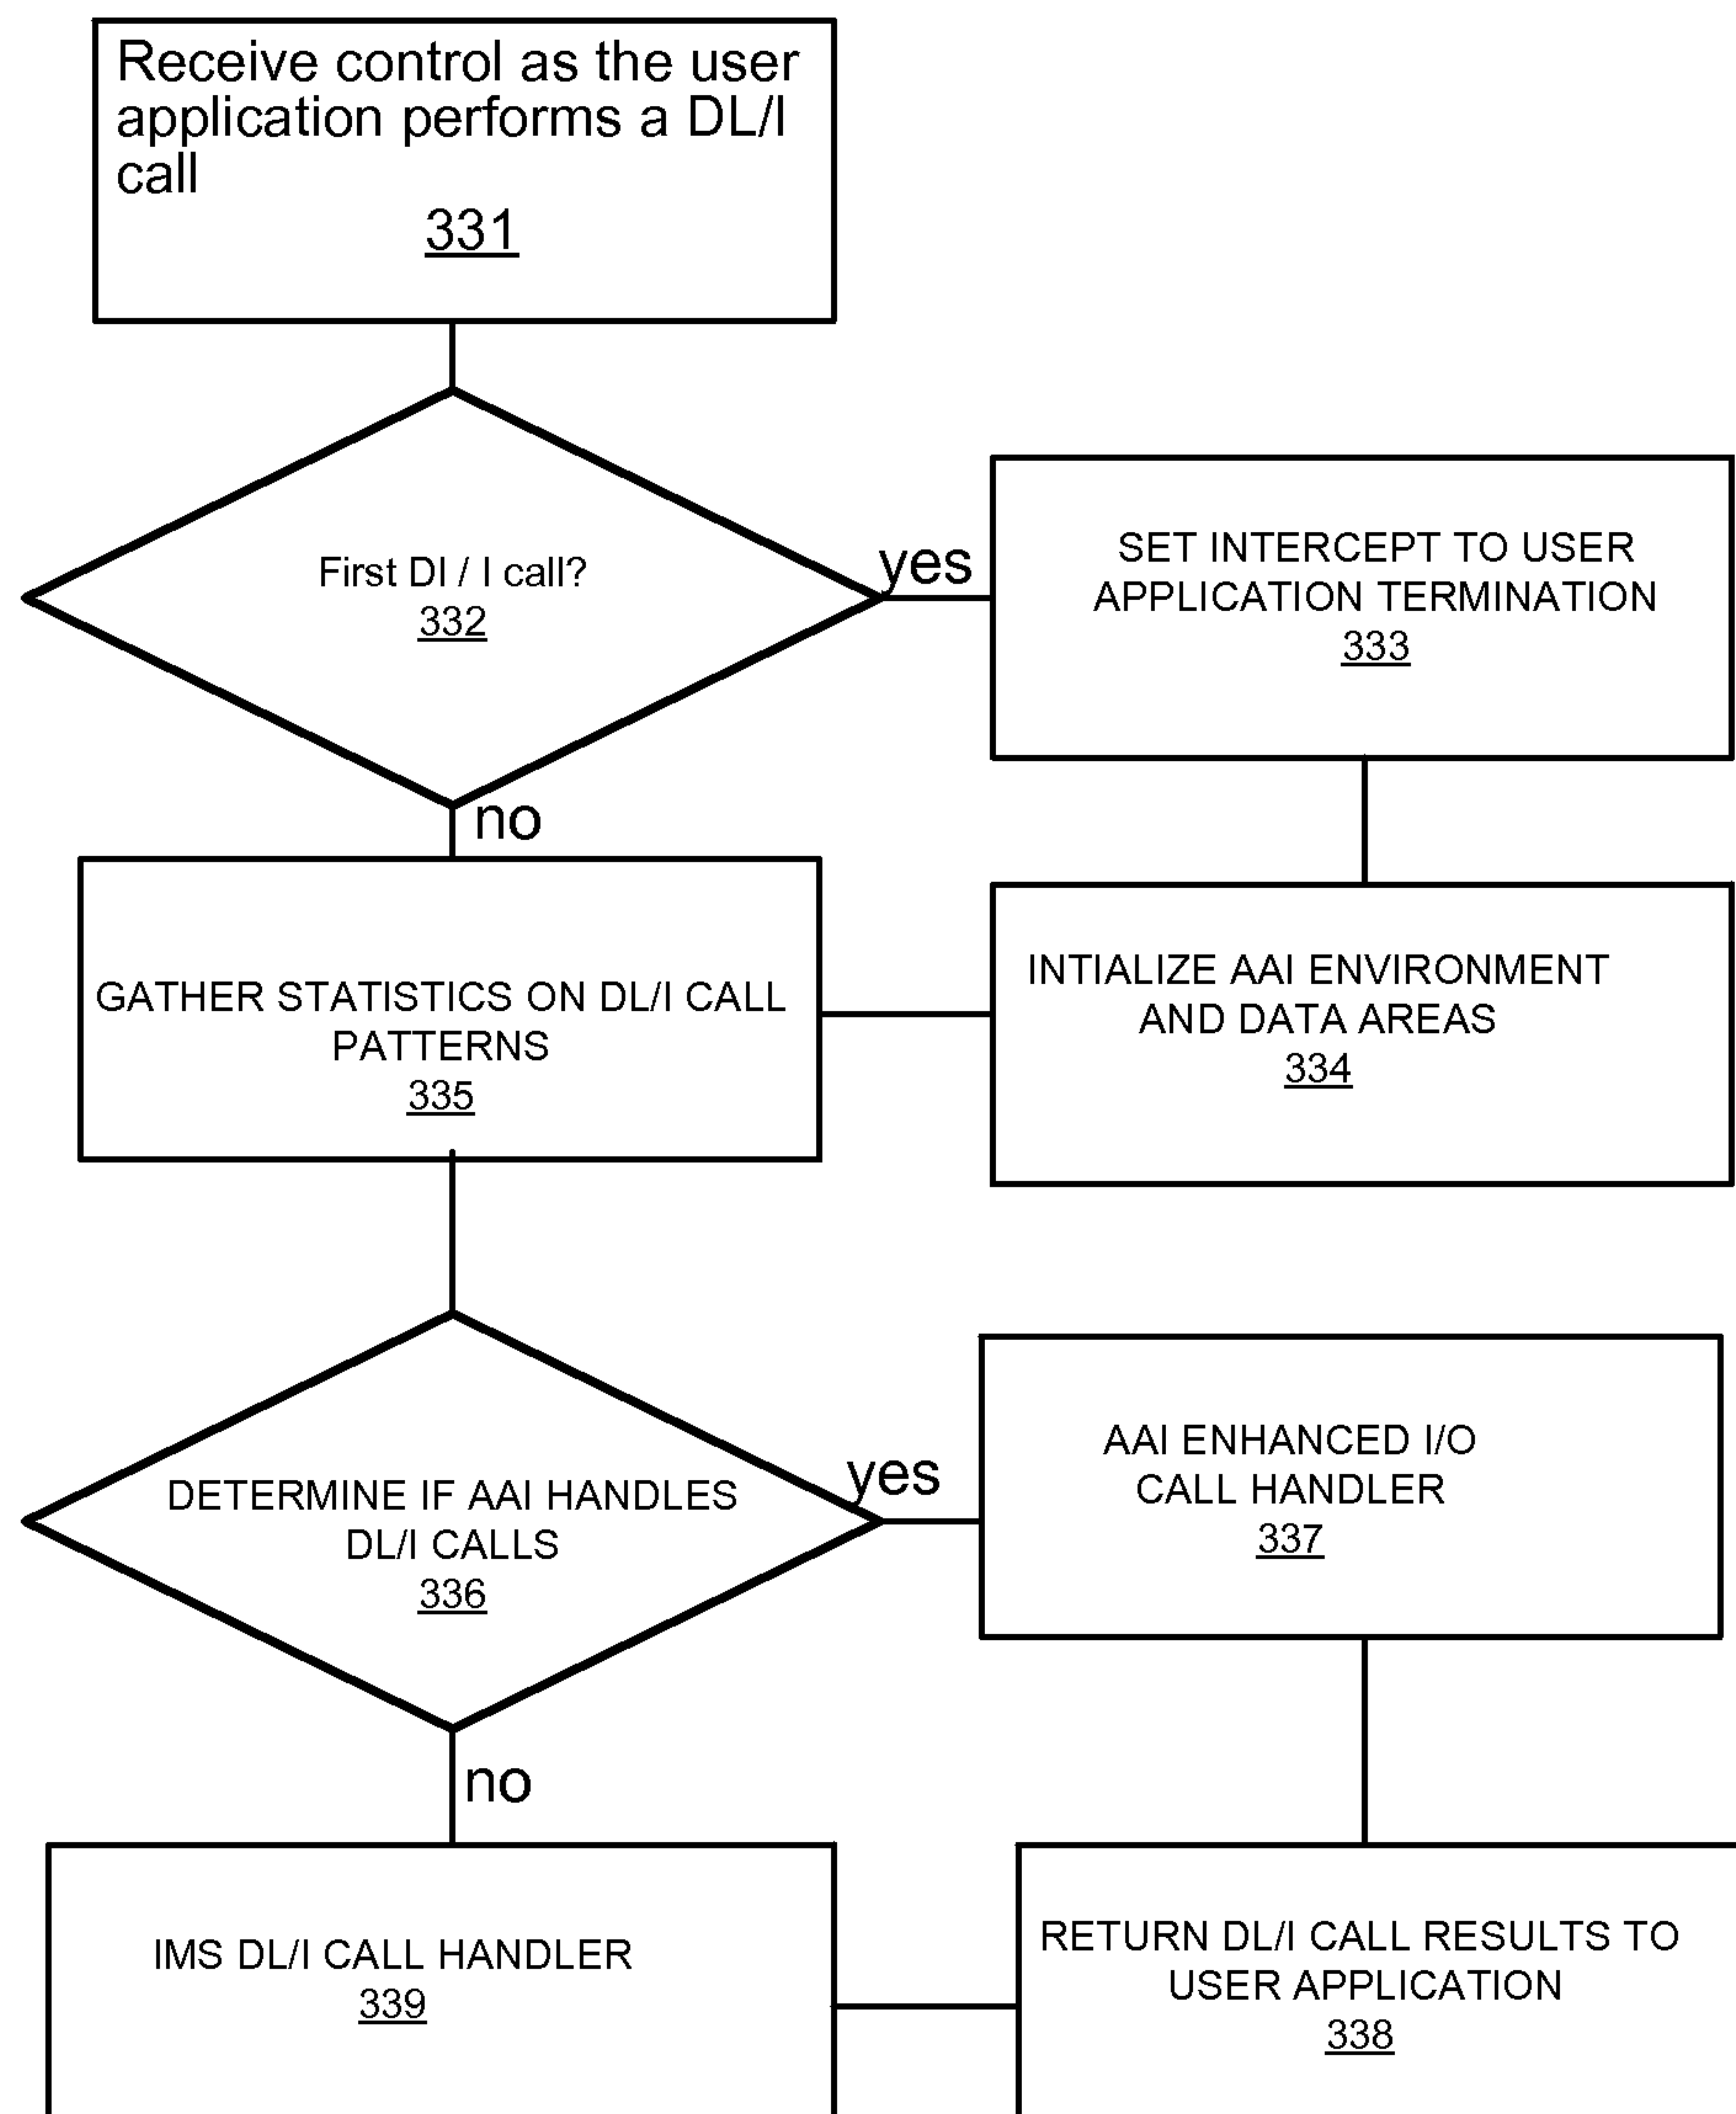 Receive control as the user
application performs a DL/I
call
331
First DI / I call?
332
yes
SET INTERCEPT TO USER
APPLICATION TERMINATION
333
no
GATHER STATISTICS ON DL/I CALL
PATTERNS
335
INTIALIZE AAI ENVIRONMENT
AND DATA AREAS
334
DETERMINE IF AAI HANDLES
DL/I CALLS
336
yes
AAI ENHANCED I/O
CALL HANDLER
337
no
IMS DL/I CALL HANDLER
339
RETURN DL/I CALL RESULTS TO
USER APPLICATION
338